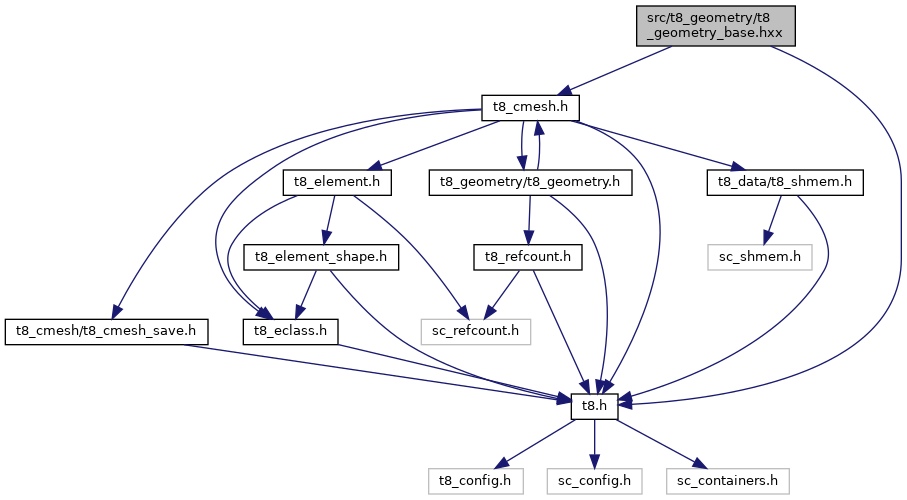 src/t8_geometry/t8
_geometry_base.hxx
t8_cmesh.h
t8_element.h
t8_geometry/t8_geometry.h
t8_data/t8_shmem.h
t8_element_shape.h
t8_refcount.h
sc_shmem.h
t8_cmesh/t8_cmesh_save.h
t8_eclass.h
sc_refcount.h
t8.h
t8_config.h
sc_config.h
sc_containers.h